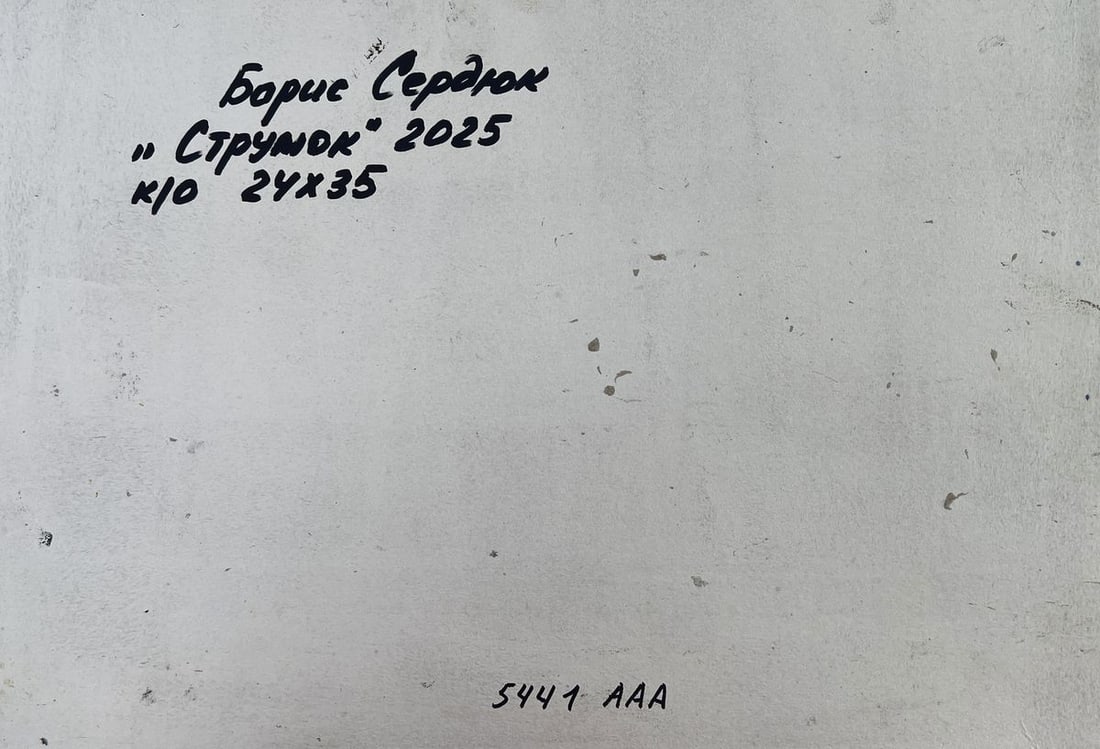 Борис Сердюк
„ Струмок" 2025
к/о 24х35
5441 ААА